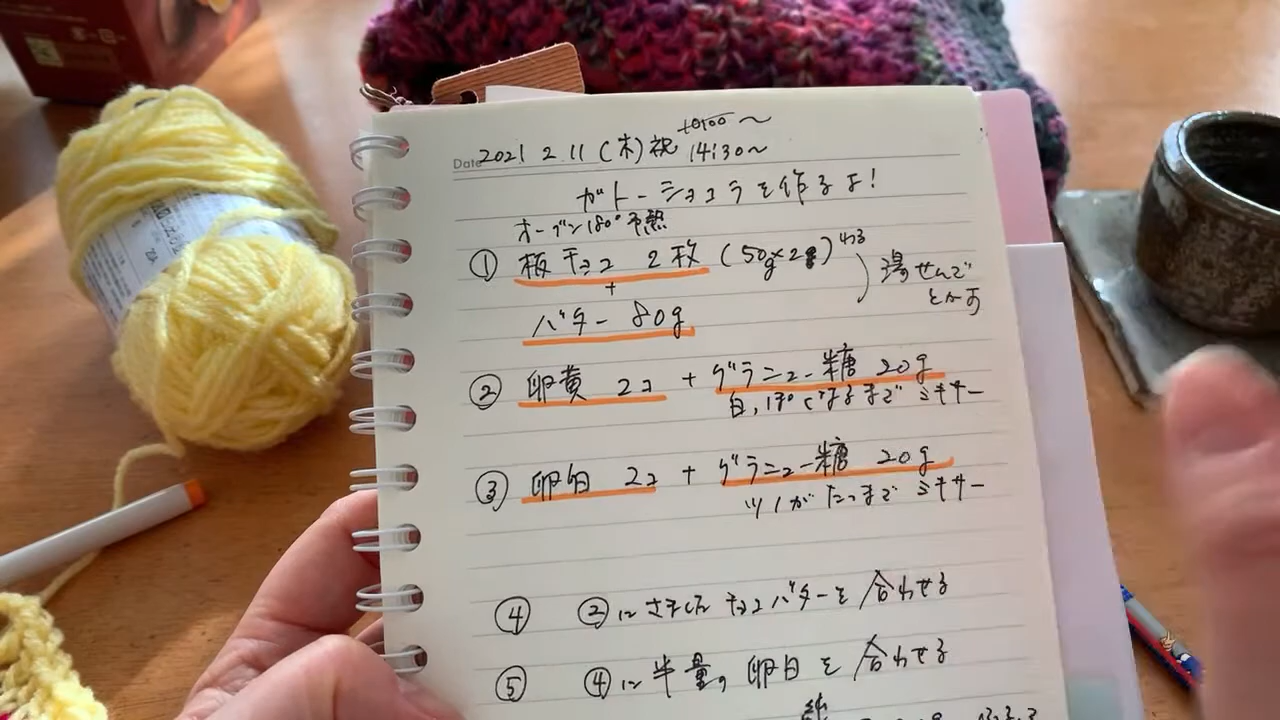 10:00〜
Date 2021 2.11 (木)祝 14:30〜
ガトーショコラを作るよ!
オーブン180°予熱
① 板チョコ 2枚 (50g×2) わる
湯せんで
とかす
+
バター 80g
② 卵黄 2コ + グラニュー糖 20g
白っぽくなるまで ミキサー
③ 卵白 2コ + グラニュー糖 20g
ツノがたつまで ミキサー
④ ②にさましたチョコバターを合わせる
⑤ ④に半量の卵白を合わせる